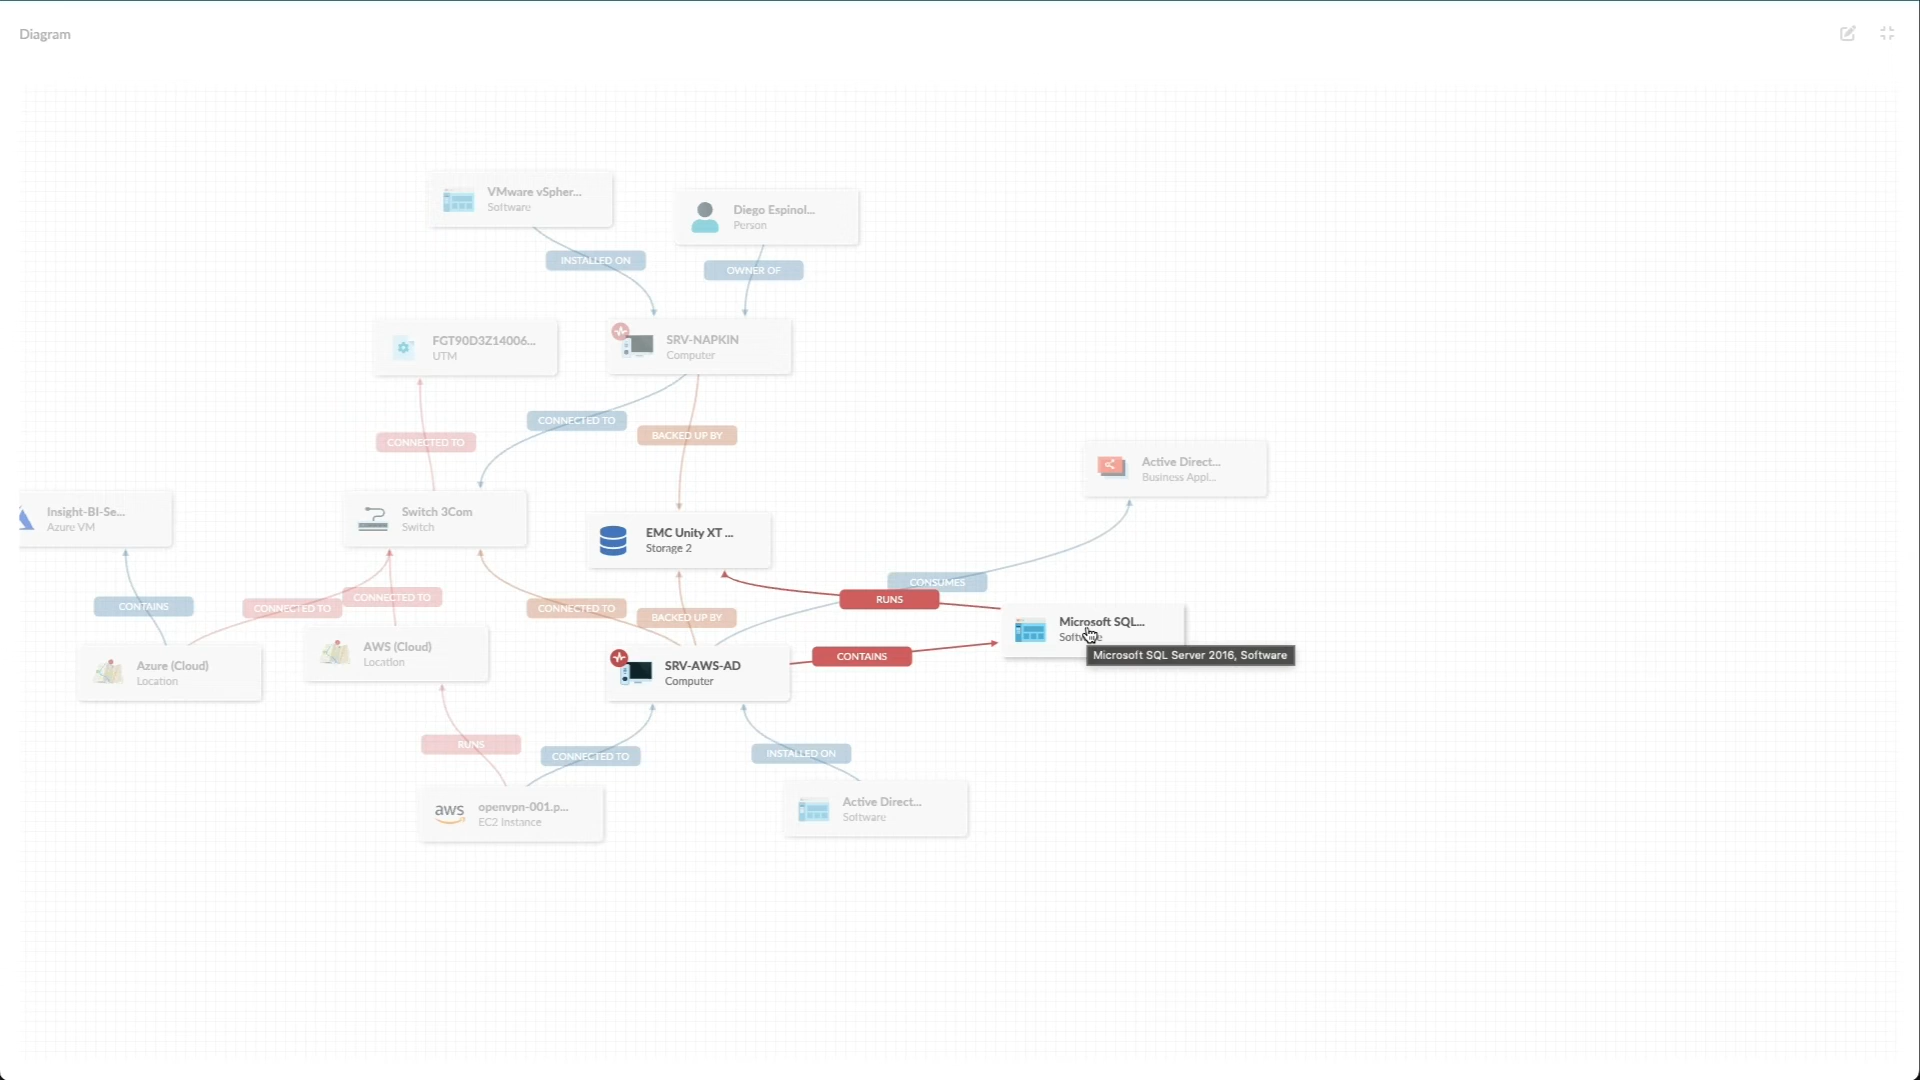 Diagram
VMware vSpher...
Software
Diego Espinol...
Person
INSTALLED ON
OWNER OF
FGT90D3Z14006...
UTM
SRV-NAPKIN
Computer
CONNECTED TO
CONNECTED TO
BACKED UP BY
Active Direct...
Business Appl...
Insight-BI-Se...
Azure VM
Switch 3Com
Switch
EMC Unity XT ...
Storage 2
CONSUMES
CONTAINS
CONNECTED TO
CONNECTED TO
CONNECTED TO
BACKED UP BY
RUNS
Microsoft SQL...
Software
Microsoft SQL Server 2016, Software
AWS (Cloud)
Location
CONTAINS
Azure (Cloud)
Location
SRV-AWS-AD
Computer
RUNS
CONNECTED TO
INSTALLED ON
aws
openvpn-001.p...
EC2 Instance
Active Direct...
Software